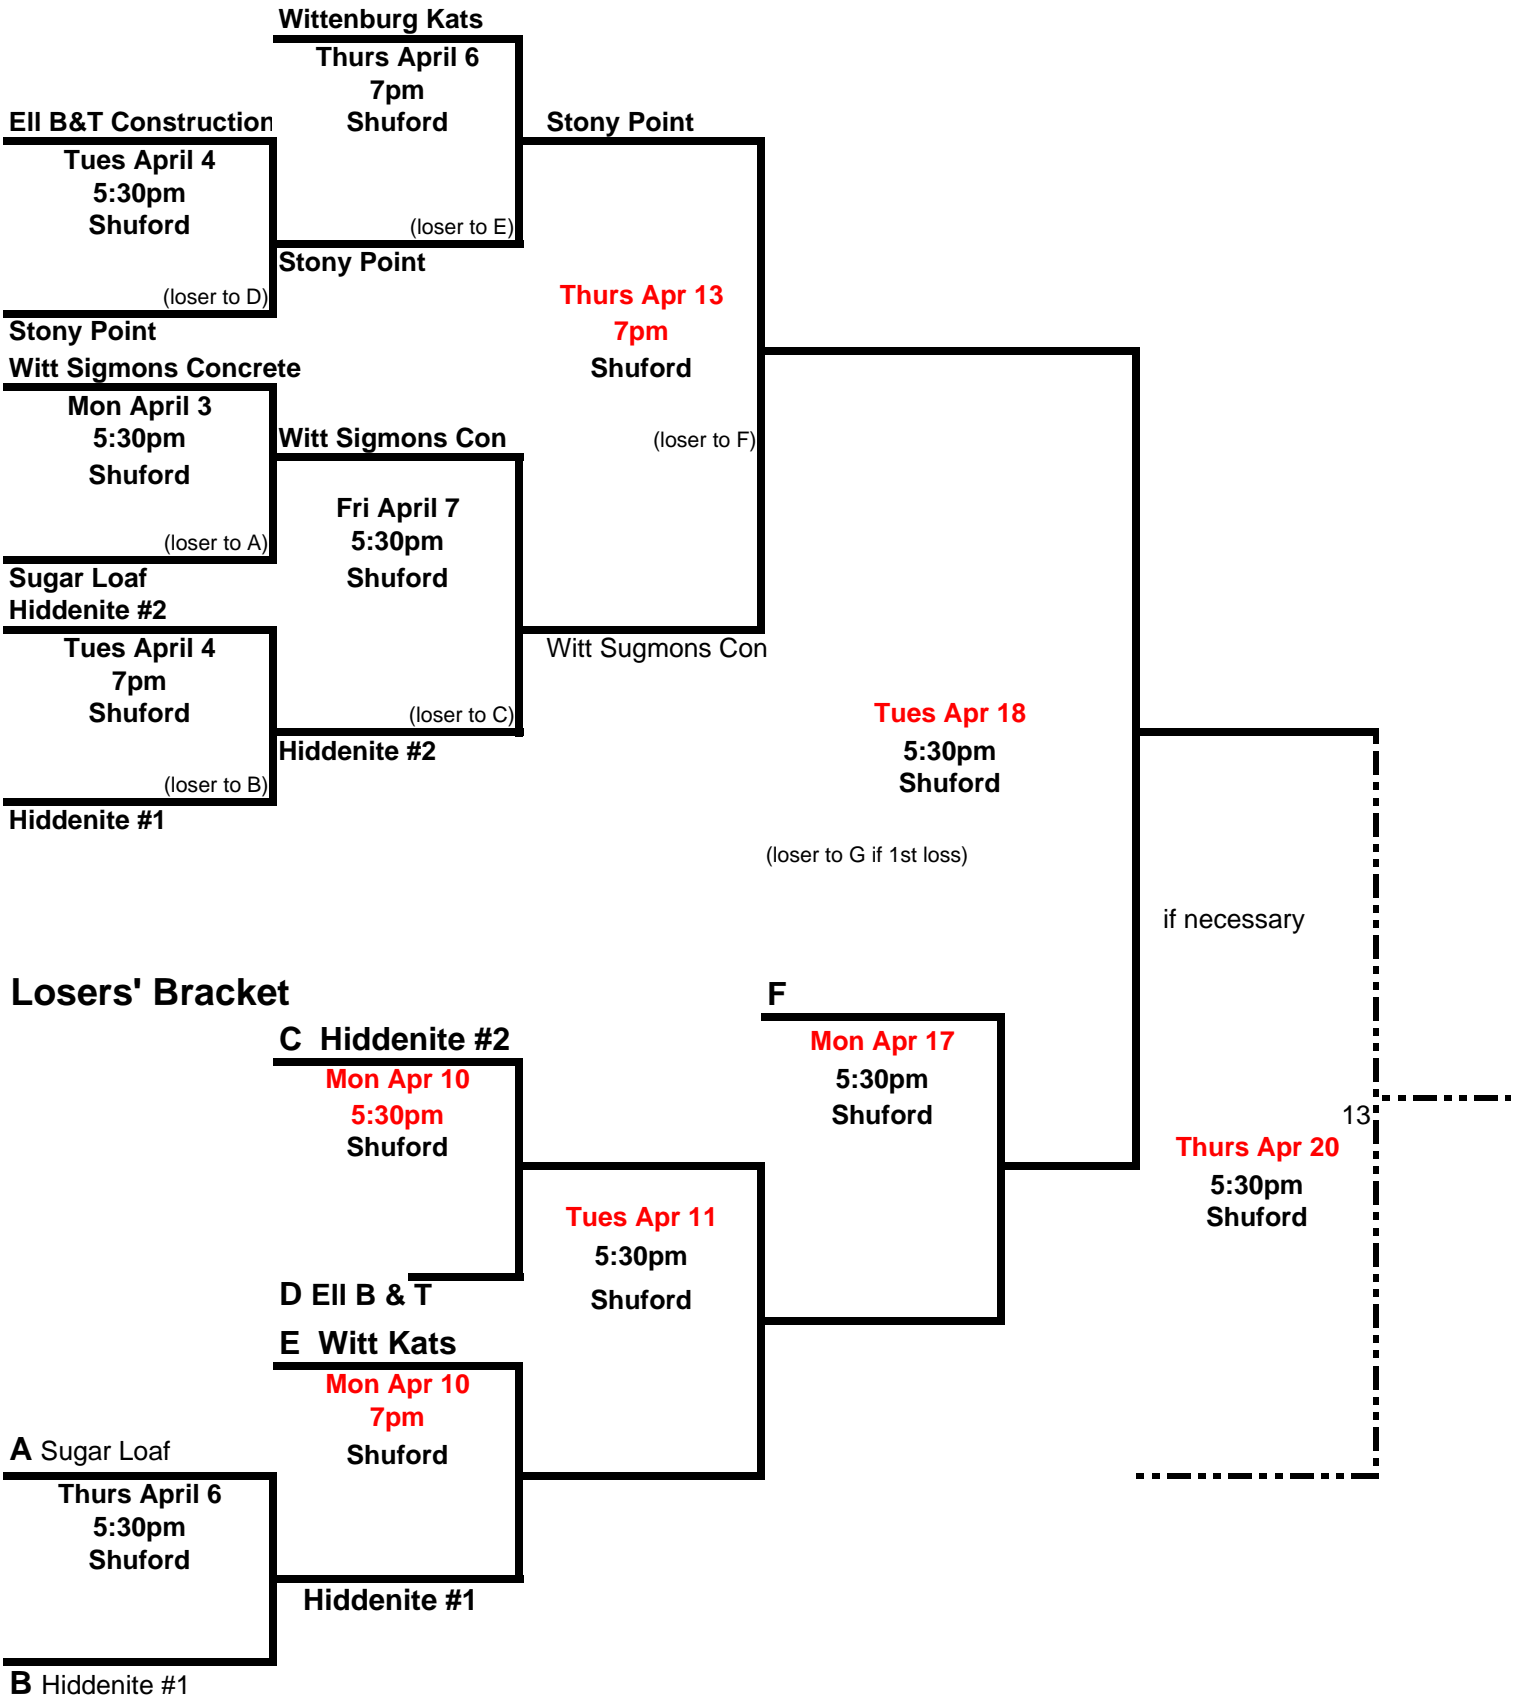 Wittenburg Kats
Thurs April 6
7pm
Shuford
Ell B&T Construction
Stony Point
Tues April 4
5:30pm
Shuford
(loser to E)
Stony Point
(loser to D)
Thurs Apr 13
Stony Point
7pm
Witt Sigmons Concrete
Shuford
Mon April 3
5:30pm
Witt Sigmons Con
(loser to F)
Shuford
Fri April 7
5:30pm
(loser to A)
Sugar Loaf
Shuford
Hiddenite #2
Tues April 4
Witt Sugmons Con
7pm
Shuford
(loser to C)
Tues Apr 18
Hiddenite #2
5:30pm
(loser to B)
Shuford
Hiddenite #1
(loser to G if 1st loss)
if necessary
Losers' Bracket
F
C Hiddenite #2
Mon Apr 17
Mon Apr 10
5:30pm
5:30pm
Shuford
13
Shuford
Thurs Apr 20
5:30pm
Tues Apr 11
Shuford
5:30pm
D Ell B & T
Shuford
E Witt Kats
Mon Apr 10
7pm
A Sugar Loaf
Shuford
Thurs April 6
5:30pm
Shuford
Hiddenite #1
B Hiddenite #1